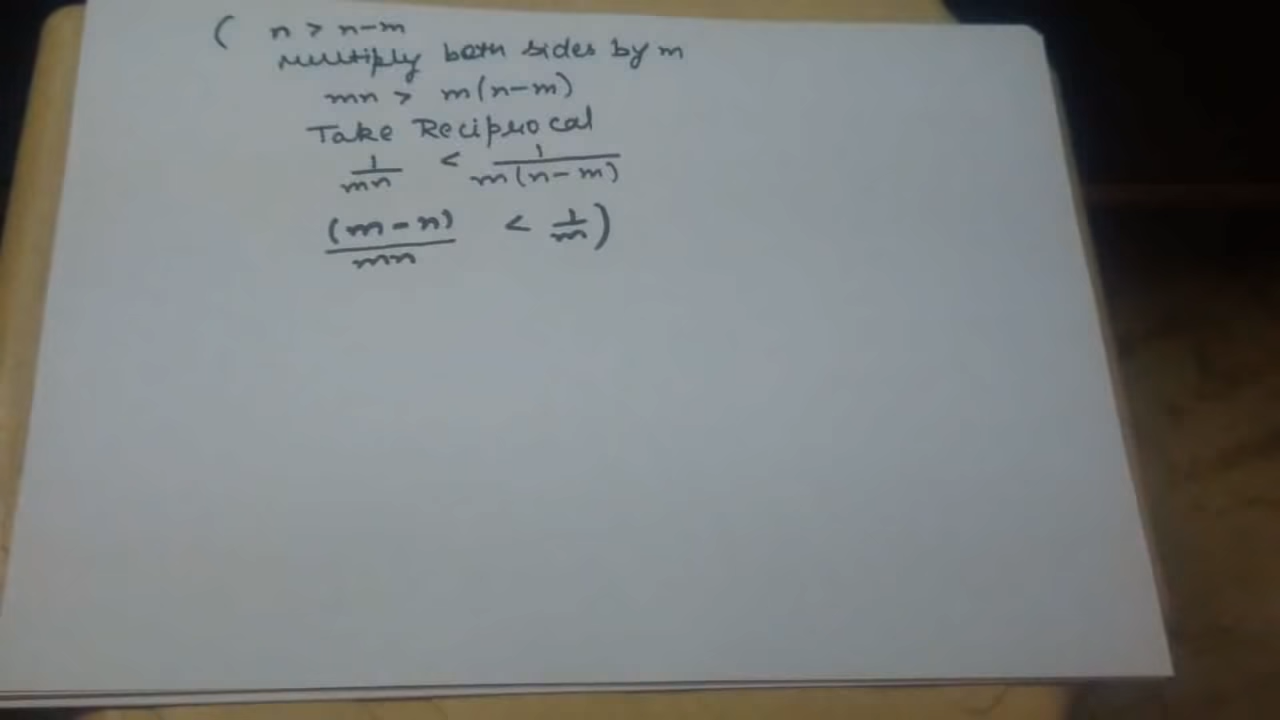 ( n > n-m
Multiply both sides by m
mn > m(n-m)
Take Reciprocal
1/mn < 1/m(n-m)
(m-n)/mn < 1/m )